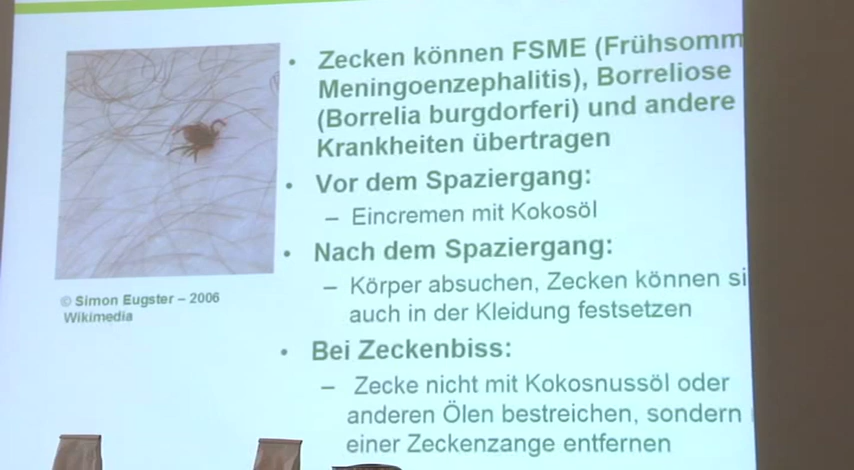 • Zecken können FSME (Frühsomm
Meningoenzephalitis), Borreliose
(Borrelia burgdorferi) und andere
Krankheiten übertragen
• Vor dem Spaziergang:
– Eincremen mit Kokosöl
• Nach dem Spaziergang:
– Körper absuchen, Zecken können si
auch in der Kleidung festsetzen
• Bei Zeckenbiss:
– Zecke nicht mit Kokosnussöl oder
anderen Ölen bestreichen, sondern
einer Zeckenzange entfernen
© Simon Eugster – 2006
Wikimedia